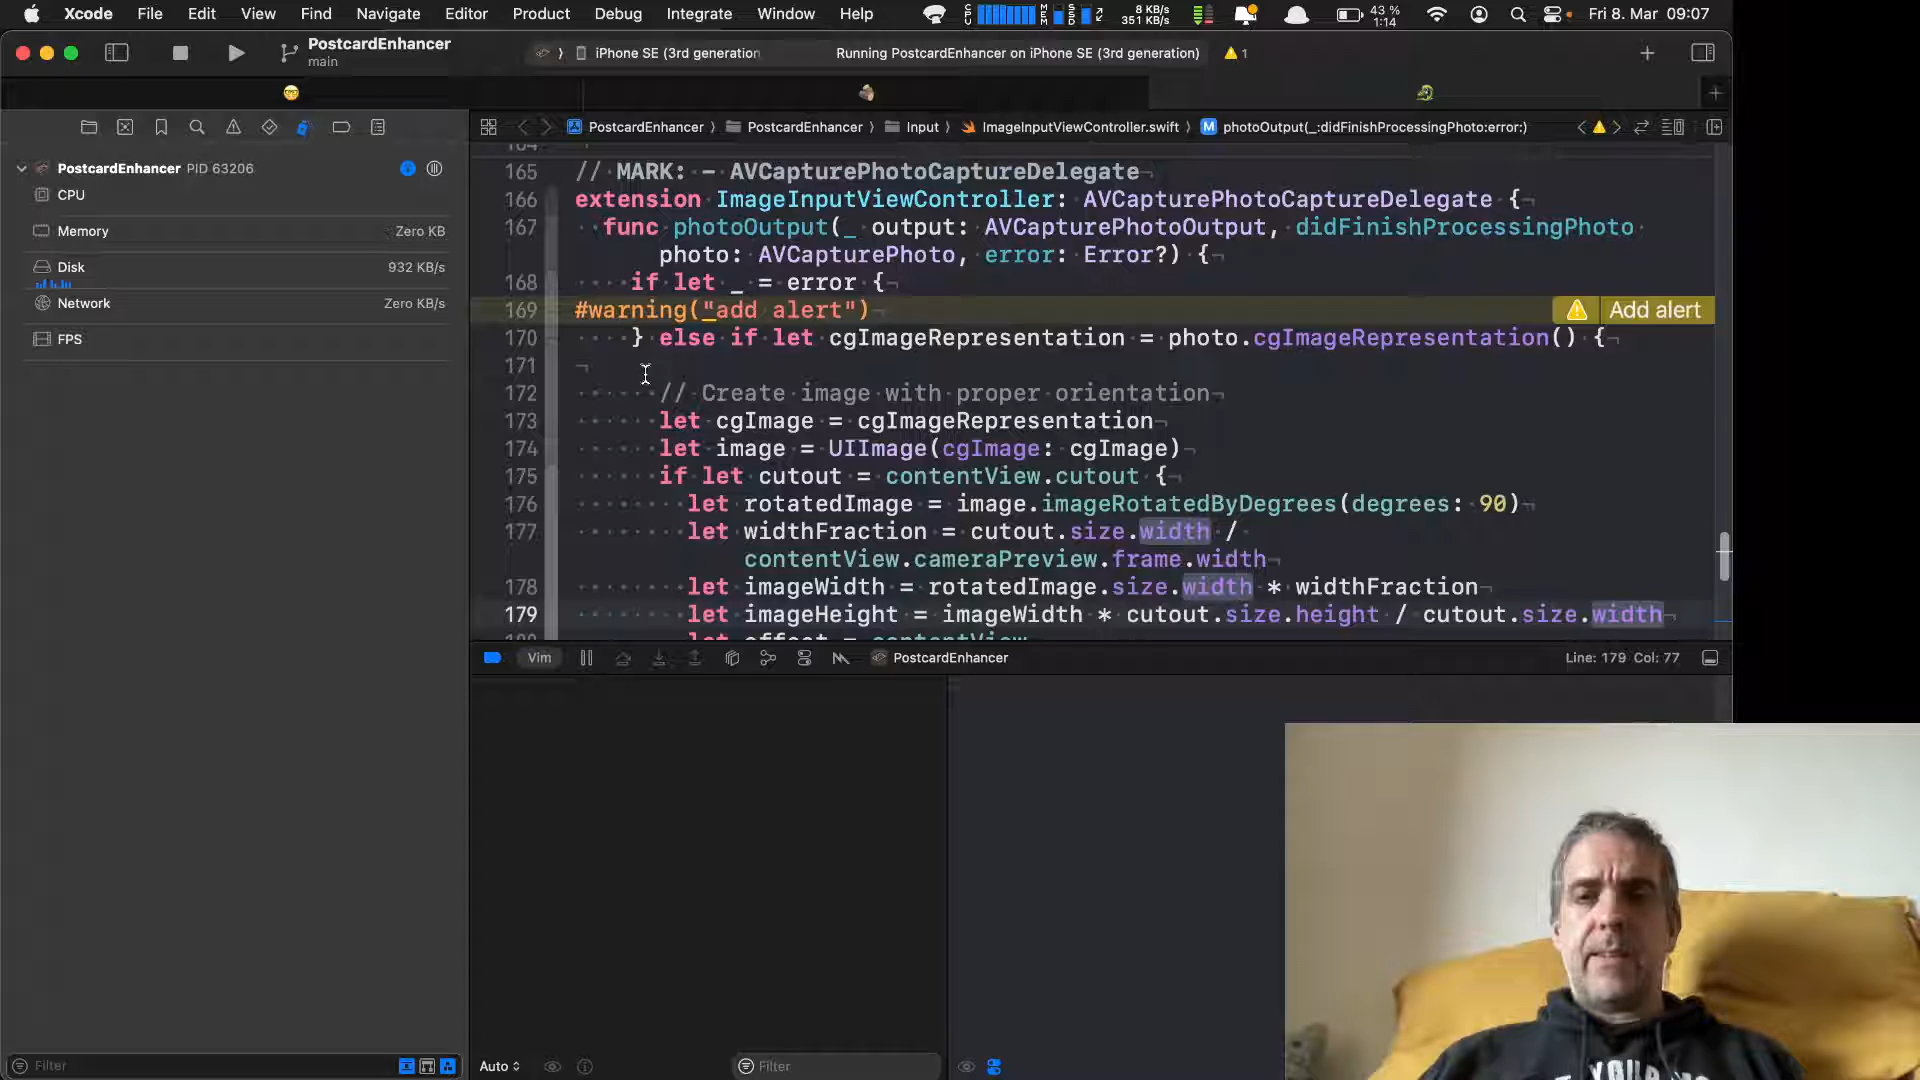 Xcode File Edit View Find Navigate Editor Product Debug Integrate Window Help 8 KB/s 351 KB/s 43 % 1:14 Fri 8. Mar 09:07
PostcardEnhancer
main
iPhone SE (3rd generation
Running PostcardEnhancer on iPhone SE (3rd generation)
1
PostcardEnhancer PostcardEnhancer Input ImageInputViewController.swift M photoOutput(_:didFinishProcessingPhoto:error:)
PostcardEnhancer PID 63206
CPU
Memory Zero KB
Disk 932 KB/s
Network Zero KB/s
FPS
165 // MARK: - AVCapturePhotoCaptureDelegate
166 extension ImageInputViewController: AVCapturePhotoCaptureDelegate {
167 func photoOutput(_ output: AVCapturePhotoOutput, didFinishProcessingPhoto
photo: AVCapturePhoto, error: Error?) {
168 if let _ = error {
169 #warning("_add alert") Add alert
170 } else if let cgImageRepresentation = photo.cgImageRepresentation() {
171
172 // Create image with proper orientation
173 let cgImage = cgImageRepresentation
174 let image = UIImage(cgImage: cgImage)
175 if let cutout = contentView.cutout {
176 let rotatedImage = image.imageRotatedByDegrees(degrees: 90)
177 let widthFraction = cutout.size.width /
contentView.cameraPreview.frame.width
178 let imageWidth = rotatedImage.size.width * widthFraction
179 let imageHeight = imageWidth * cutout.size.height / cutout.size.width
Vim PostcardEnhancer Line: 179 Col: 77
Filter
Auto
Filter